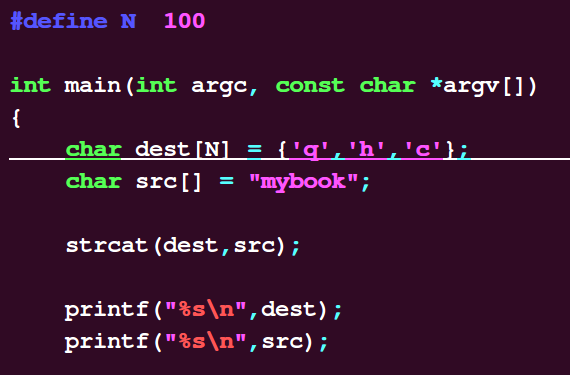 #define N  100
int main(int argc, const char *argv[])
{
    char dest[N] = {'q','h','c'};
    char src[] = "mybook";
    strcat(dest,src);
    printf("%s\n",dest);
    printf("%s\n",src);